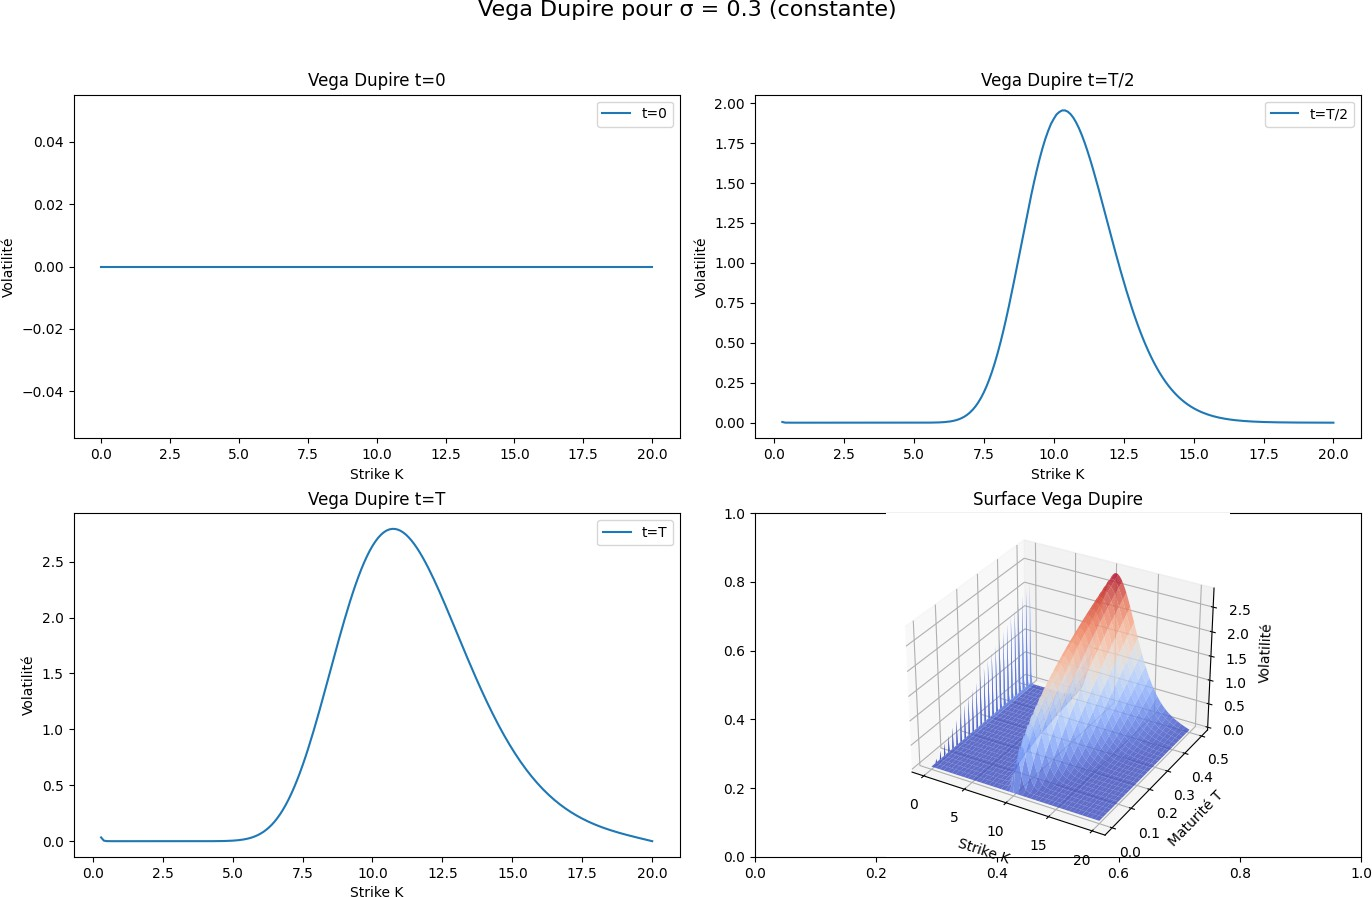 Vega Dupire pour σ = 0.3 (constante)
Vega Dupire t=0
t=0
0.04
0.02
0.00
−0.02
−0.04
Volatilité
0.0 2.5 5.0 7.5 10.0 12.5 15.0 17.5 20.0
Strike K
Vega Dupire t=T/2
t=T/2
2.00
1.75
1.50
1.25
1.00
0.75
0.50
0.25
0.00
Volatilité
0.0 2.5 5.0 7.5 10.0 12.5 15.0 17.5 20.0
Strike K
Vega Dupire t=T
t=T
2.5
2.0
1.5
1.0
0.5
0.0
Volatilité
0.0 2.5 5.0 7.5 10.0 12.5 15.0 17.5 20.0
Strike K
Surface Vega Dupire
1.0
0.8
0.6
0.4
0.2
0.0
0.0 0.2 0.4 0.6 0.8 1.0
0 5 10 15 20
Strike K
0.0 0.1 0.2 0.3 0.4 0.5
Maturité T
2.5
2.0
1.5
1.0
0.5
0.0
Volatilité